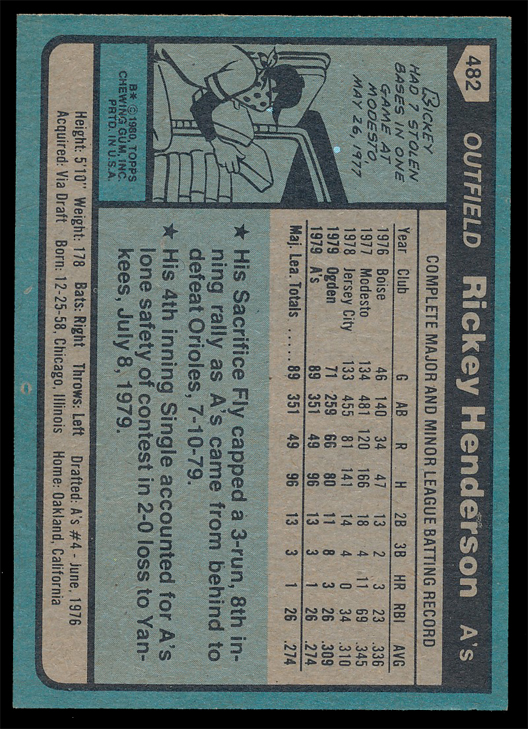 482 OUTFIELD Rickey Henderson A's
RICKEY
HAD 7 STOLEN
BASES IN ONE
GAME AT
MODESTO,
MAY 26, 1977
B* © 1980, TOPPS
CHEWING GUM, INC.
PRTD. IN U.S.A.
COMPLETE MAJOR AND MINOR LEAGUE BATTING RECORD
Year Club G AB R H 2B 3B HR RBI AVG
1976 Boise 46 140 34 47 13 2 3 23 .336
1977 Modesto 134 481 120 166 18 4 11 69 .345
1978 Jersey City 133 455 81 141 14 4 0 34 .310
1979 Ogden 71 259 66 80 11 8 3 26 .309
1979 A's 89 351 49 96 13 3 1 26 .274
Maj. Lea. Totals ...... 89 351 49 96 13 3 1 26 .274
★ His Sacrifice Fly capped a 3-run, 8th in-
ning rally as A's came from behind to
defeat Orioles, 7-10-79.
★ His 4th inning Single accounted for A's
lone safety of contest in 2-0 loss to Yan-
kees, July 8, 1979.
Height: 5'10" Weight: 178 Bats: Right Throws: Left Drafted: A's #4 - June, 1976
Acquired: Via Draft Born: 12-25-58, Chicago, Illinois Home: Oakland, California